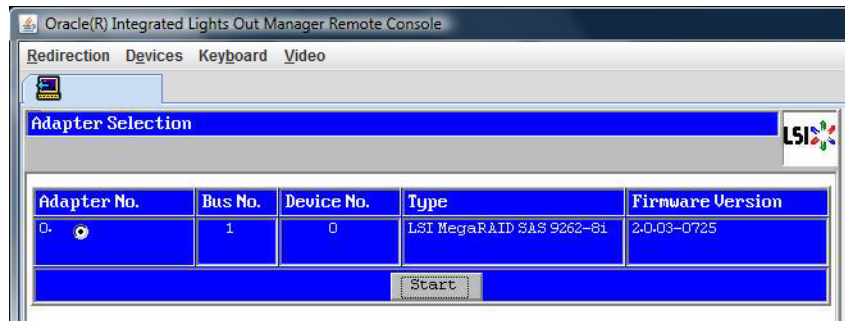 Oracle(R) Integrated Lights Out Manager Remote Console
Redirection Devices Keyboard Video
Adapter Selection
LSI
Adapter No. Bus No. Device No. Type Firmware Version
0. 1 0 LSI MegaRAID SAS 9262-8i 2.0.03-0725
Start